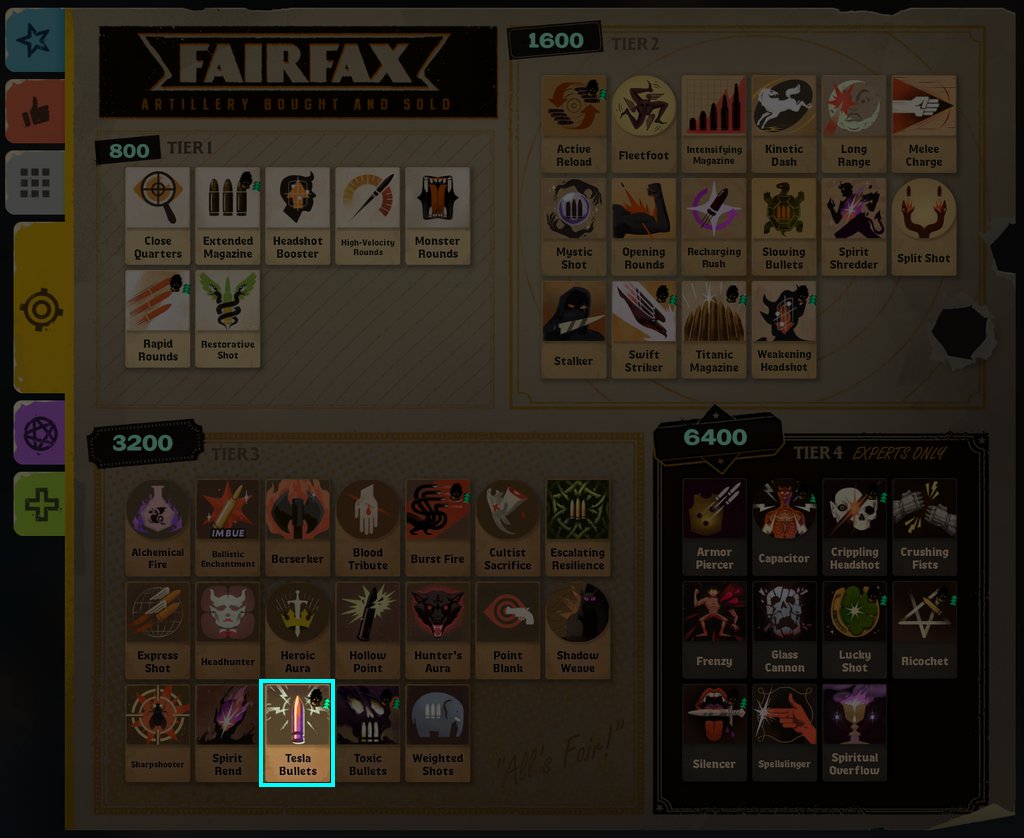 FAIRFAX
ARTILLERY BOUGHT AND SOLD
800 TIER 1
Close Quarters
Extended Magazine
Headshot Booster
High-Velocity Rounds
Monster Rounds
Rapid Rounds
Restorative Shot
1600 TIER 2
Active Reload
Fleetfoot
Intensifying Magazine
Kinetic Dash
Long Range
Melee Charge
Mystic Shot
Opening Rounds
Recharging Rush
Slowing Bullets
Spirit Shredder
Split Shot
Stalker
Swift Striker
Titanic Magazine
Weakening Headshot
3200 TIER 3
Alchemical Fire
IMBUE
Ballistic Enchantment
Berserker
Blood Tribute
Burst Fire
Cultist Sacrifice
Escalating Resilience
Express Shot
Headhunter
Heroic Aura
Hollow Point
Hunter's Aura
Point Blank
Shadow Weave
Sharpshooter
Spirit Rend
Tesla Bullets
Toxic Bullets
Weighted Shots
"All's Fair!"
6400 TIER 4 EXPERTS ONLY
Armor Piercer
Capacitor
Crippling Headshot
Crushing Fists
Frenzy
Glass Cannon
Lucky Shot
Ricochet
Silencer
Spellslinger
Spiritual Overflow